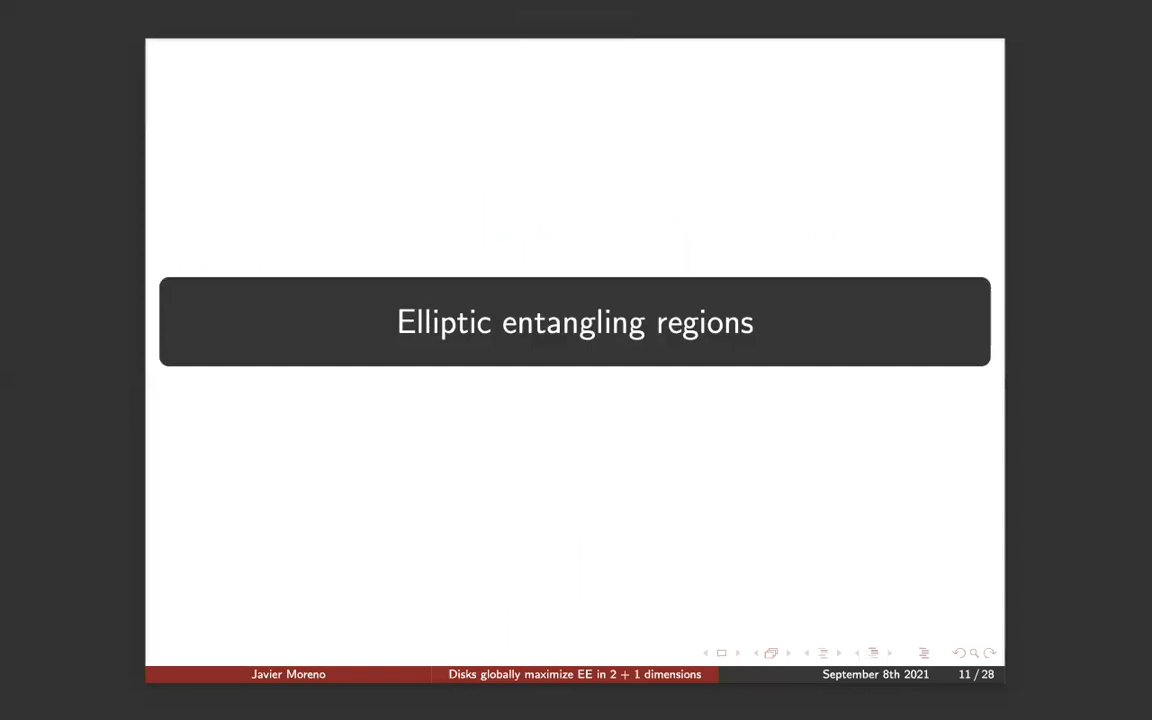 Elliptic entangling regions
Javier Moreno
Disks globally maximize EE in 2 + 1 dimensions
September 8th 2021
11 / 28